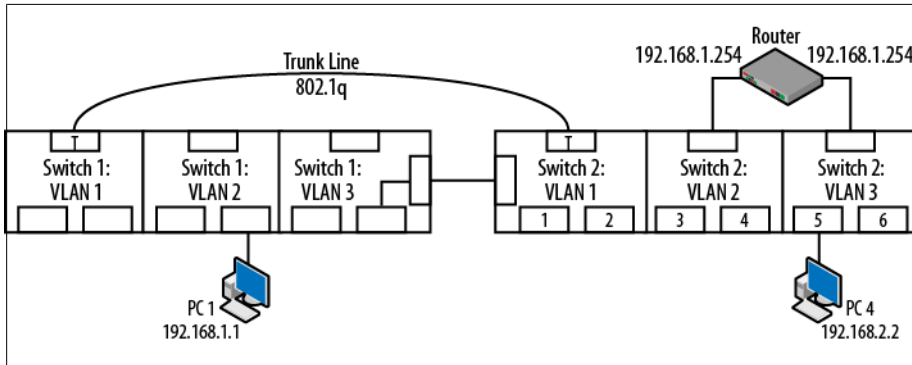 Router
192.168.1.254
192.168.1.254
Trunk Line
802.1q
T
T
Switch 1:
VLAN 1
Switch 1:
VLAN 2
Switch 1:
VLAN 3
Switch 2:
VLAN 1
Switch 2:
VLAN 2
Switch 2:
VLAN 3
1
2
3
4
5
6
PC 1
192.168.1.1
PC 4
192.168.2.2